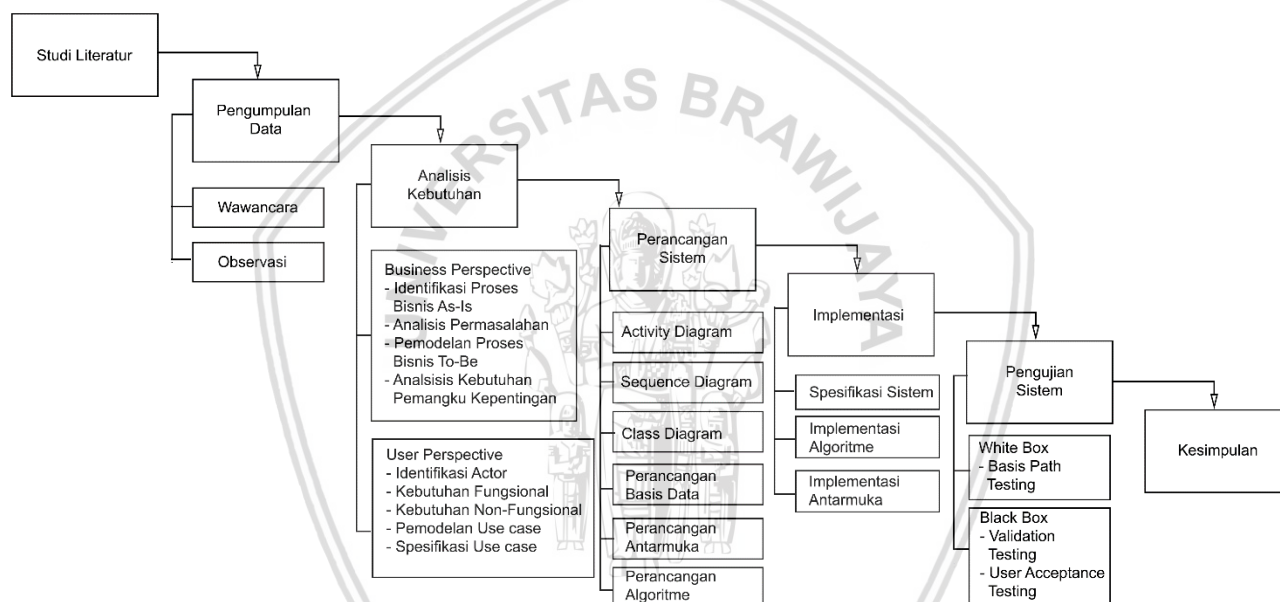 Studi Literatur
Pengumpulan
Data
Wawancara
Observasi
Analisis
Kebutuhan
Business Perspective
- Identifikasi Proses
Bisnis As-Is
- Analisis Permasalahan
- Pemodelan Proses
Bisnis To-Be
- Analsisis Kebutuhan
Pemangku Kepentingan
User Perspective
- Identifikasi Actor
- Kebutuhan Fungsional
- Kebutuhan Non-Fungsional
- Pemodelan Use case
- Spesifikasi Use case
Perancangan
Sistem
Activity Diagram
Sequence Diagram
Class Diagram
Perancangan
Basis Data
Perancangan
Antarmuka
Perancangan
Algoritme
Implementasi
Spesifikasi Sistem
Implementasi
Algoritme
Implementasi
Antarmuka
Pengujian
Sistem
White Box
- Basis Path
Testing
Black Box
- Validation
Testing
- User Acceptance
Testing
Kesimpulan
UNIVERSITAS BRAWIJAYA